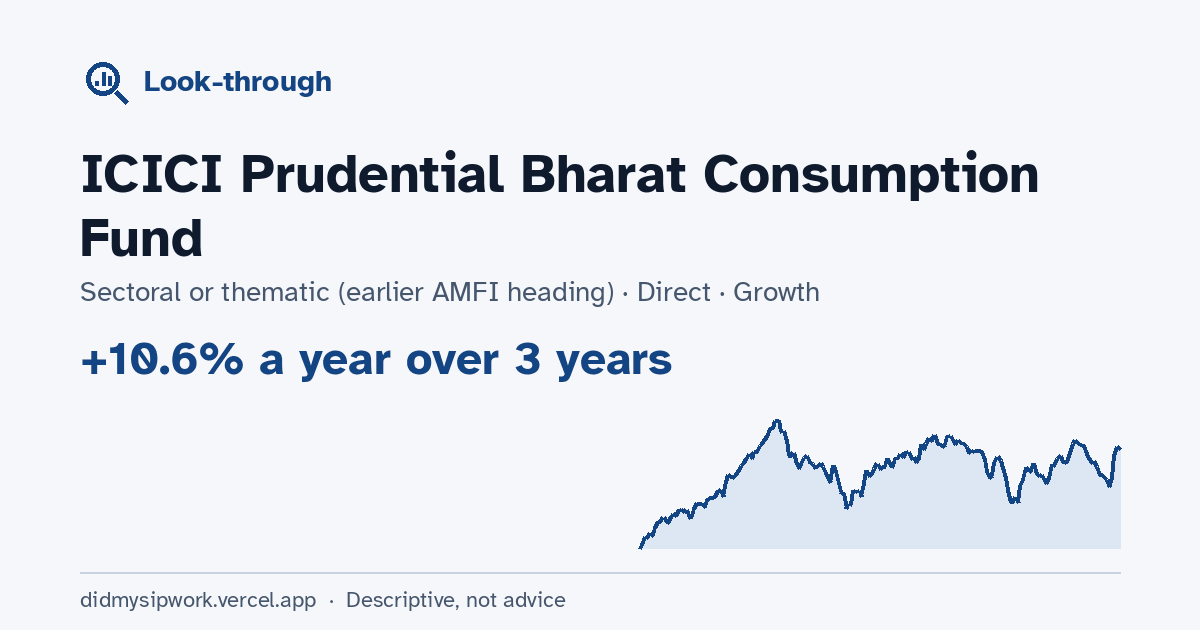 Look-through
ICICI Prudential Bharat Consumption
Fund
Sectoral or thematic (earlier AMFI heading) · Direct · Growth
+10.6% a year over 3 years
didmysipwork.vercel.app · Descriptive, not advice